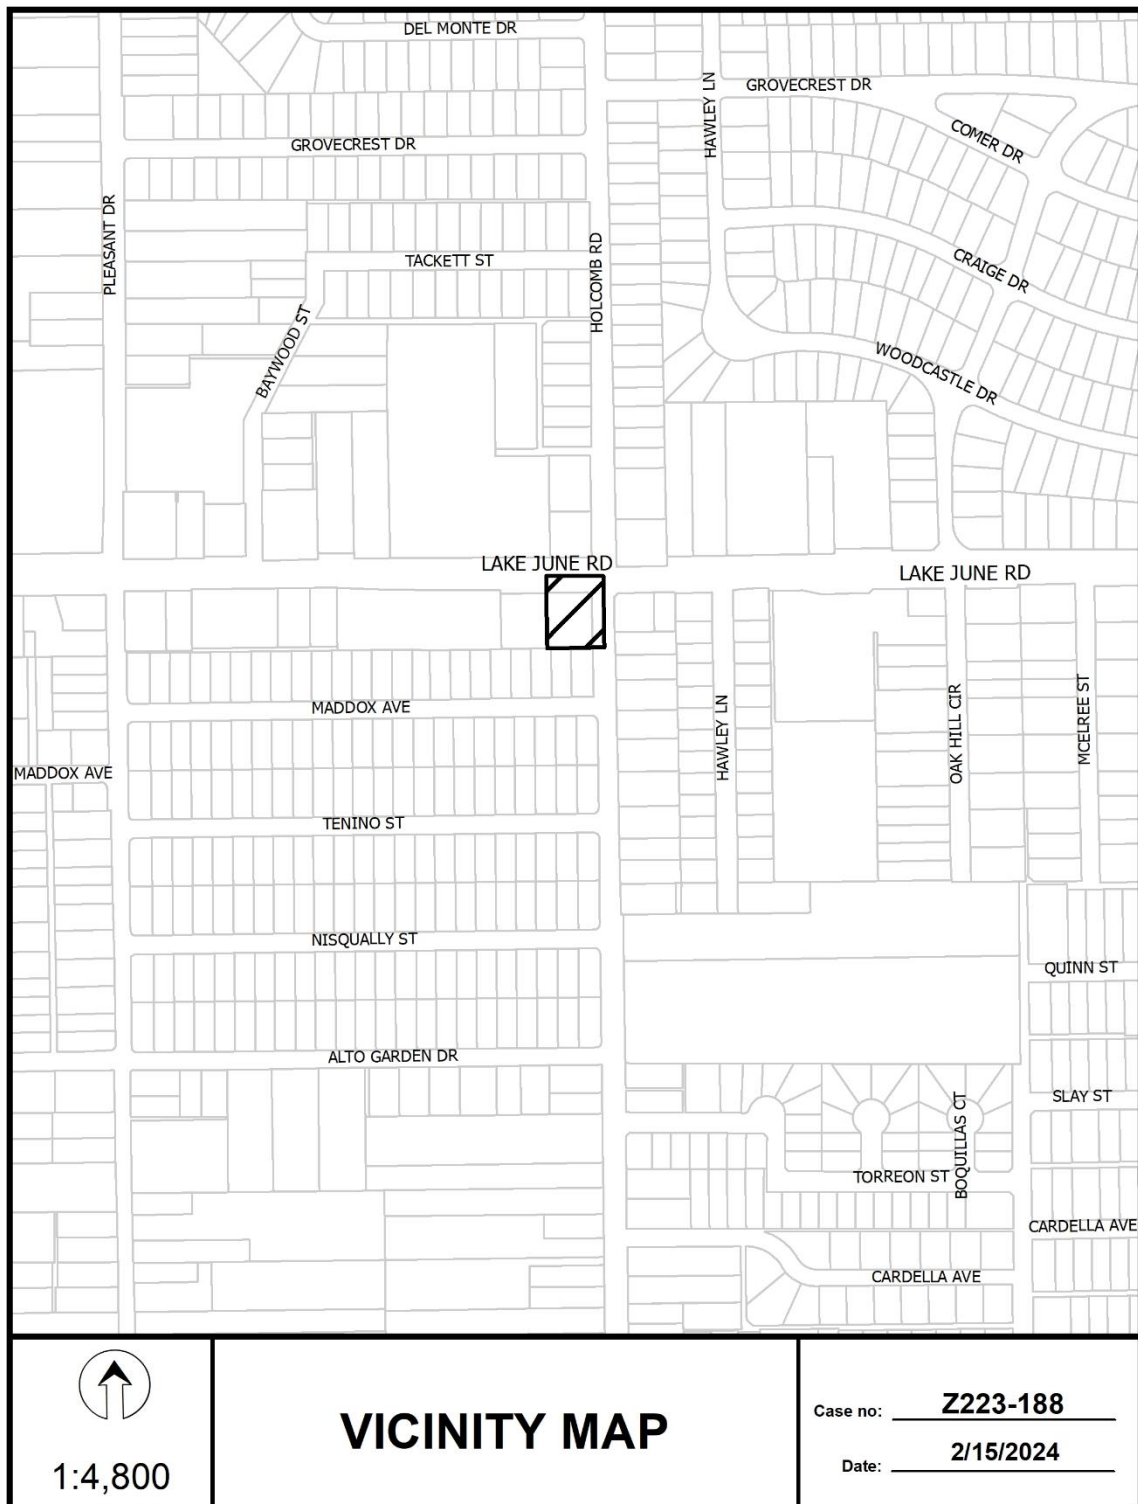 DEL MONTE DR
GROVECREST DR
HAWLEY LN
COMER DR
GROVECREST DR
PLEASANT DR
TACKETT ST
HOLCOMB RD
CRAIGE DR
BAYWOOD ST
WOODCASTLE DR
LAKE JUNE RD
LAKE JUNE RD
MADDOX AVE
HAWLEY LN
OAK HILL CIR
MCELREE ST
MADDOX AVE
TENINO ST
NISQUALLY ST
QUINN ST
ALTO GARDEN DR
SLAY ST
BOQUILLAS CT
TORREON ST
CARDELLA AVE
CARDELLA AVE
1:4,800
VICINITY MAP
Case no: Z223-188
Date: 2/15/2024